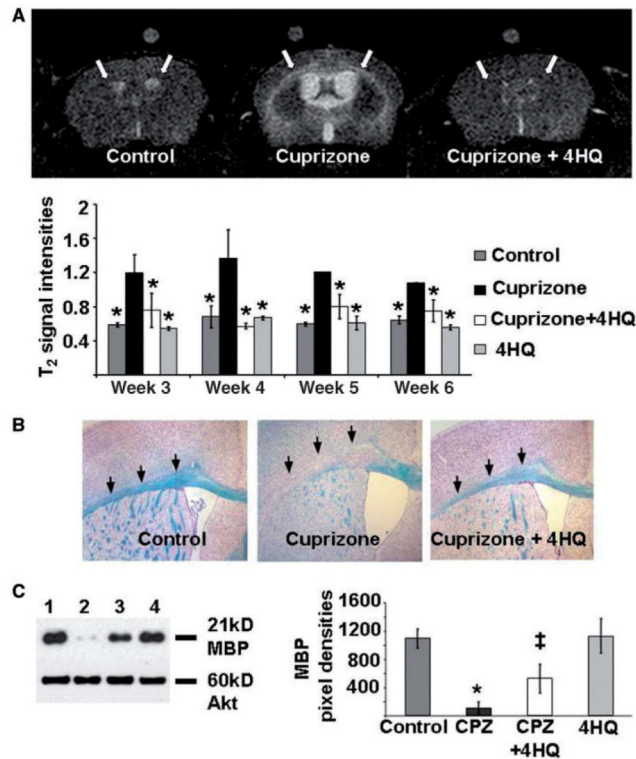 A
Control
Cuprizone
Cuprizone + 4HQ
T2 signal intensities
2
1.6
1.2
0.8
0.4
* * *
* * *
* * *
* * *
Week 3
Week 4
Week 5
Week 6
Control
Cuprizone
Cuprizone+4HQ
4HQ
B
Control
Cuprizone
Cuprizone + 4HQ
C
1 2 3 4
21kD
MBP
60kD
Akt
MBP
pixel densities
1600
1200
800
400
*
‡
Control
CPZ
CPZ
+4HQ
4HQ